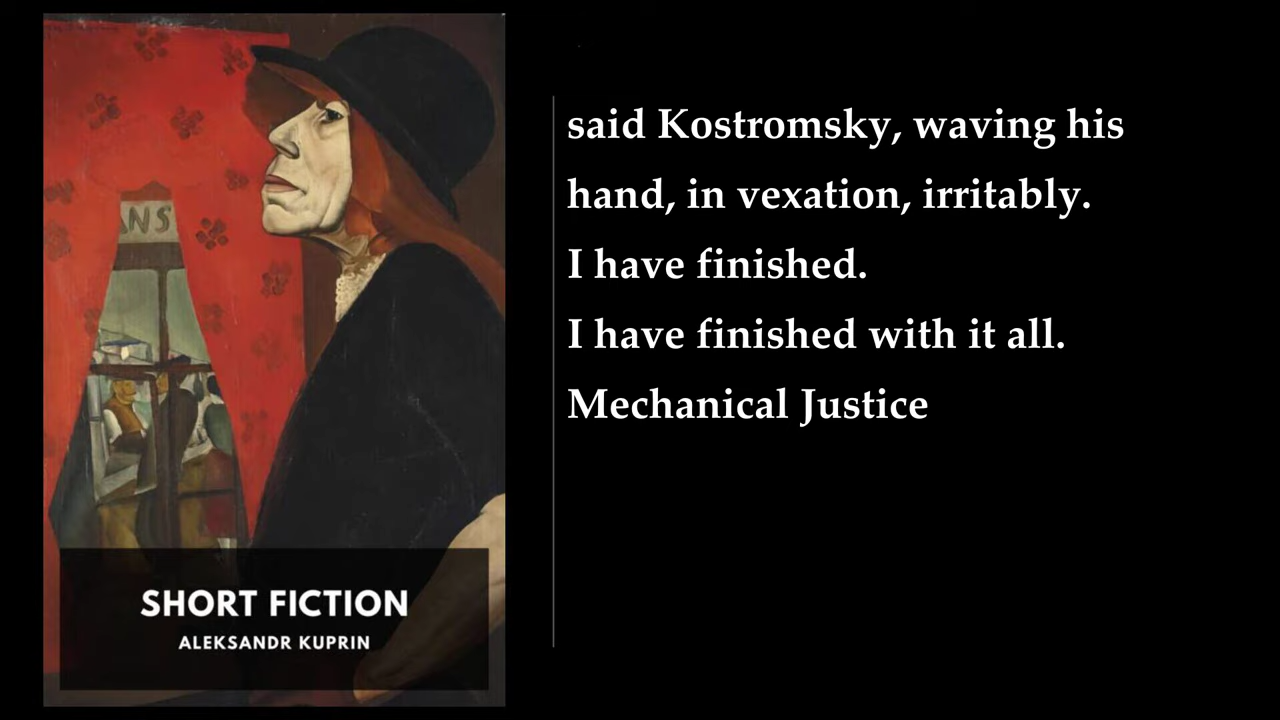 NS
SHORT FICTION
ALEKSANDR KUPRIN
said Kostromsky, waving his
hand, in vexation, irritably.
I have finished.
I have finished with it all.
Mechanical Justice